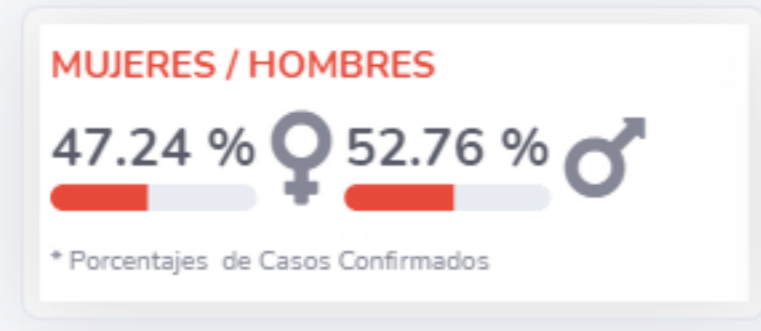 MUJERES / HOMBRES
47.24 % 52.76 %
* Porcentajes de Casos Confirmados